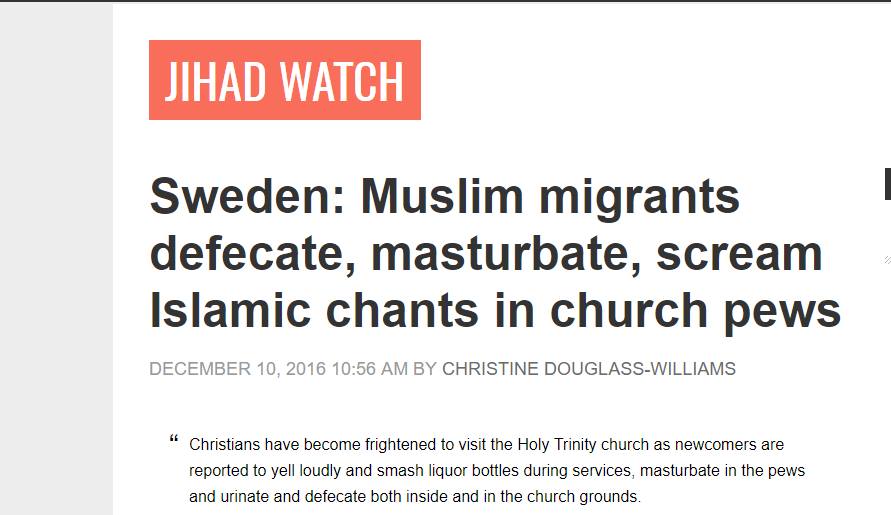 JIHAD WATCH
Sweden: Muslim migrants
defecate, masturbate, scream
Islamic chants in church pews
DECEMBER 10, 2016 10:56 AM BY CHRISTINE DOUGLASS-WILLIAMS
“ Christians have become frightened to visit the Holy Trinity church as newcomers are
reported to yell loudly and smash liquor bottles during services, masturbate in the pews
and urinate and defecate both inside and in the church grounds.